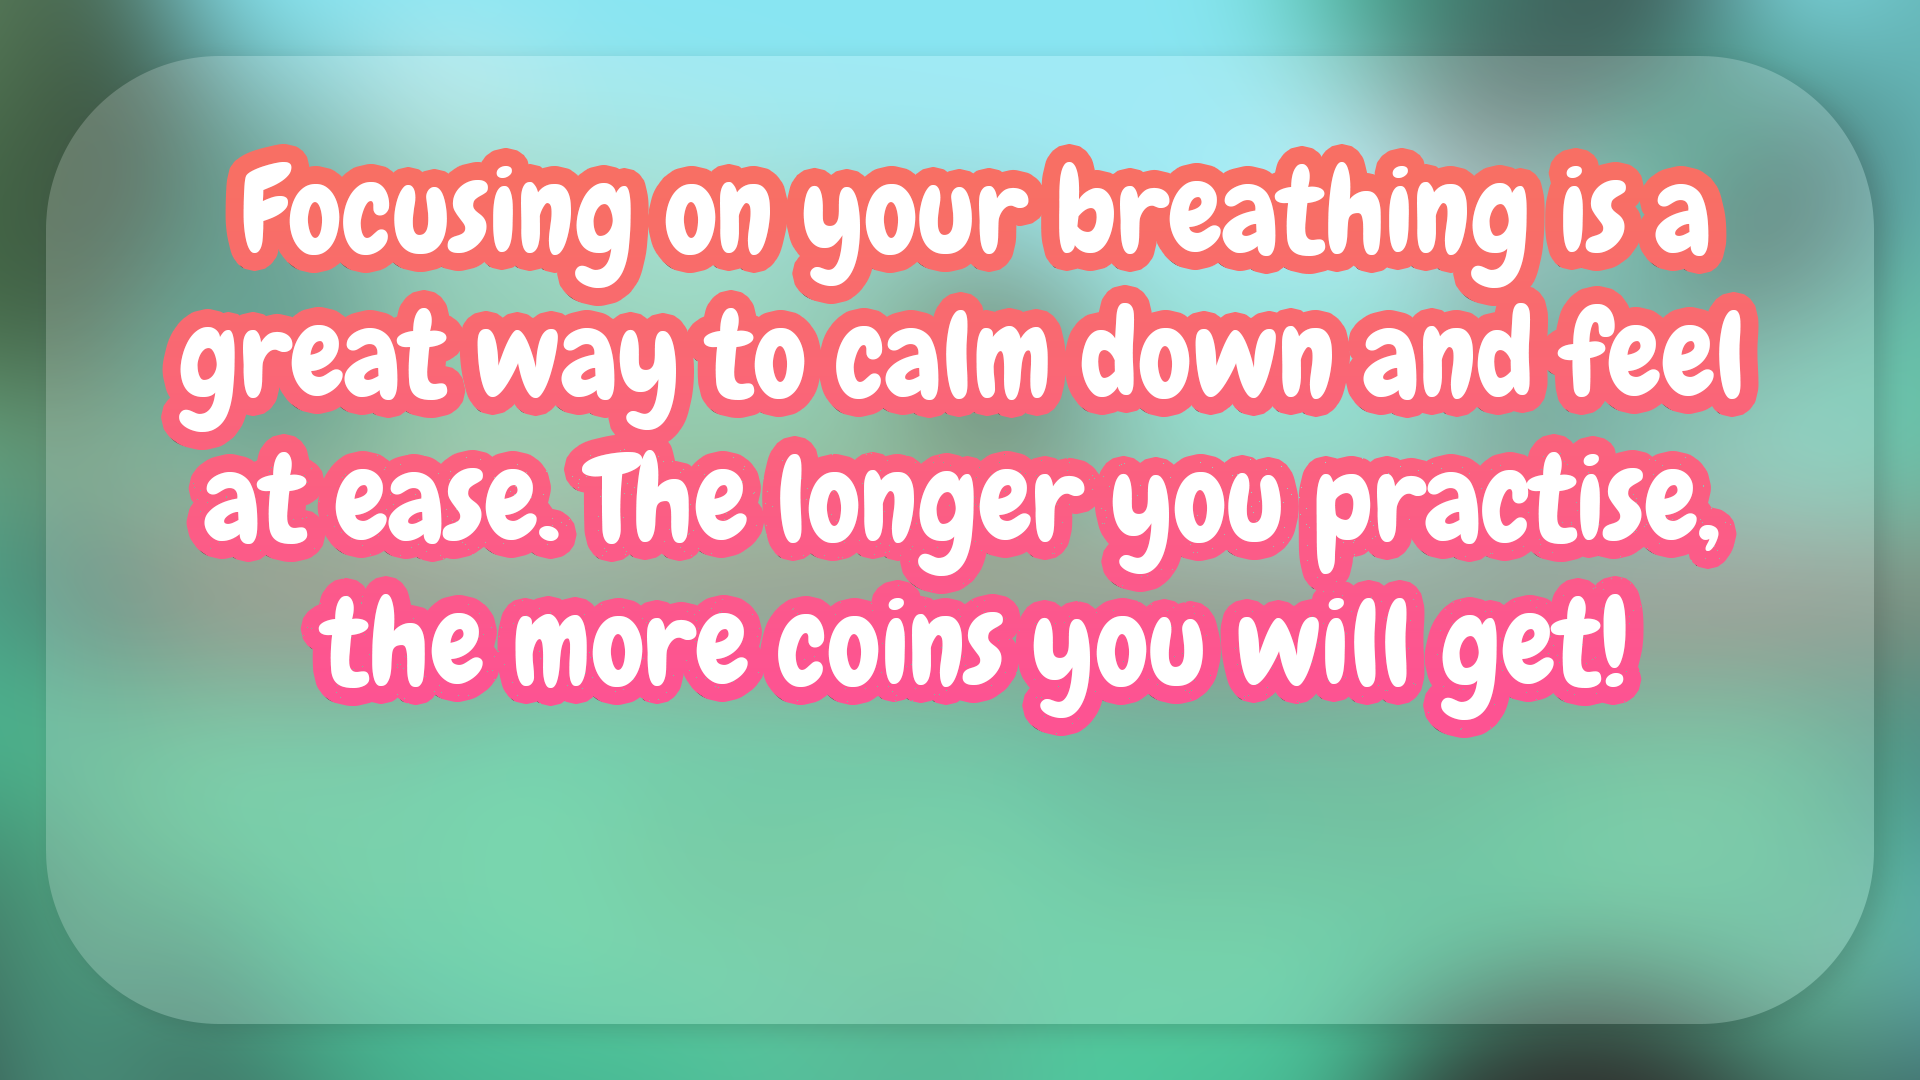 Focusing on your breathing is a
great way to calm down and feel
at ease. The longer you practise,
the more coins you will get!